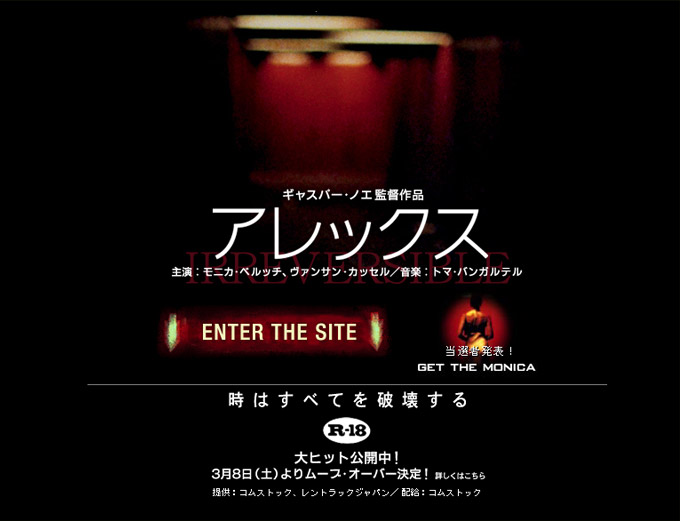 ギャスパー・ノエ監督作品
アレックス
IRREVERSIBLE
主演：モニカ・ベルッチ、ヴァンサン・カッセル／音楽：トマ・バンガルテル
ENTER THE SITE
当選者発表！
GET THE MONICA
時はすべてを破壊する
R-18
大ヒット公開中！
3月8日（土）よりムーブ・オーバー決定！ 詳しくはこちら
提供：コムストック、レントラックジャパン／配給：コムストック